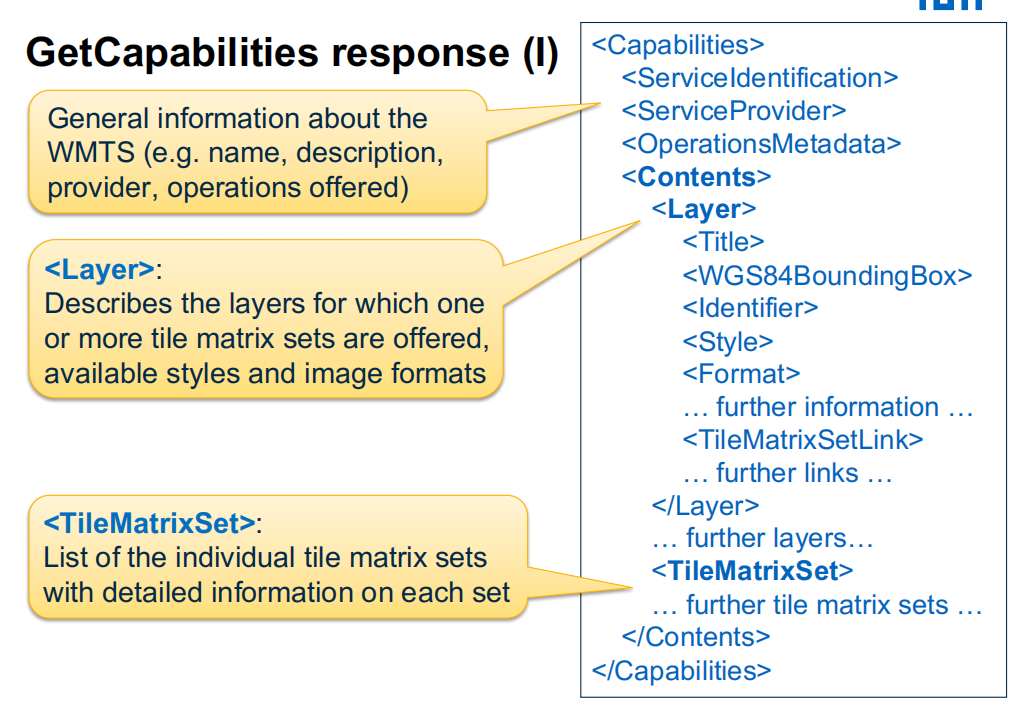 GetCapabilities response (I)
General information about the
WMTS (e.g. name, description,
provider, operations offered)
<Layer>:
Describes the layers for which one
or more tile matrix sets are offered,
available styles and image formats
<TileMatrixSet>:
List of the individual tile matrix sets
with detailed information on each set
<Capabilities>
<ServiceIdentification>
<ServiceProvider>
<OperationsMetadata>
<Contents>
<Layer>
<Title>
<WGS84BoundingBox>
<Identifier>
<Style>
<Format>
… further information …
<TileMatrixSetLink>
… further links …
</Layer>
… further layers…
<TileMatrixSet>
… further tile matrix sets …
</Contents>
</Capabilities>